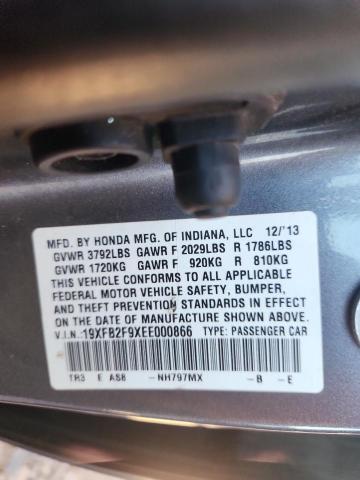 MFD. BY HONDA MFG. OF INDIANA, LLC 12/'13
GVWR 3792LBS GAWR F 2029LBS R 1786LBS
GVWR 1720KG GAWR F 920KG R 810KG
THIS VEHICLE CONFORMS TO ALL APPLICABLE
FEDERAL MOTOR VEHICLE SAFETY, BUMPER,
AND THEFT PREVENTION STANDARDS IN EFFECT
ON THE DATE OF MANUFACTURE SHOWN ABOVE.
V.I.N.: 19XFB2F9XEE000866 TYPE: PASSENGER CAR
TR3 E AS8 -NH797MX -B -E